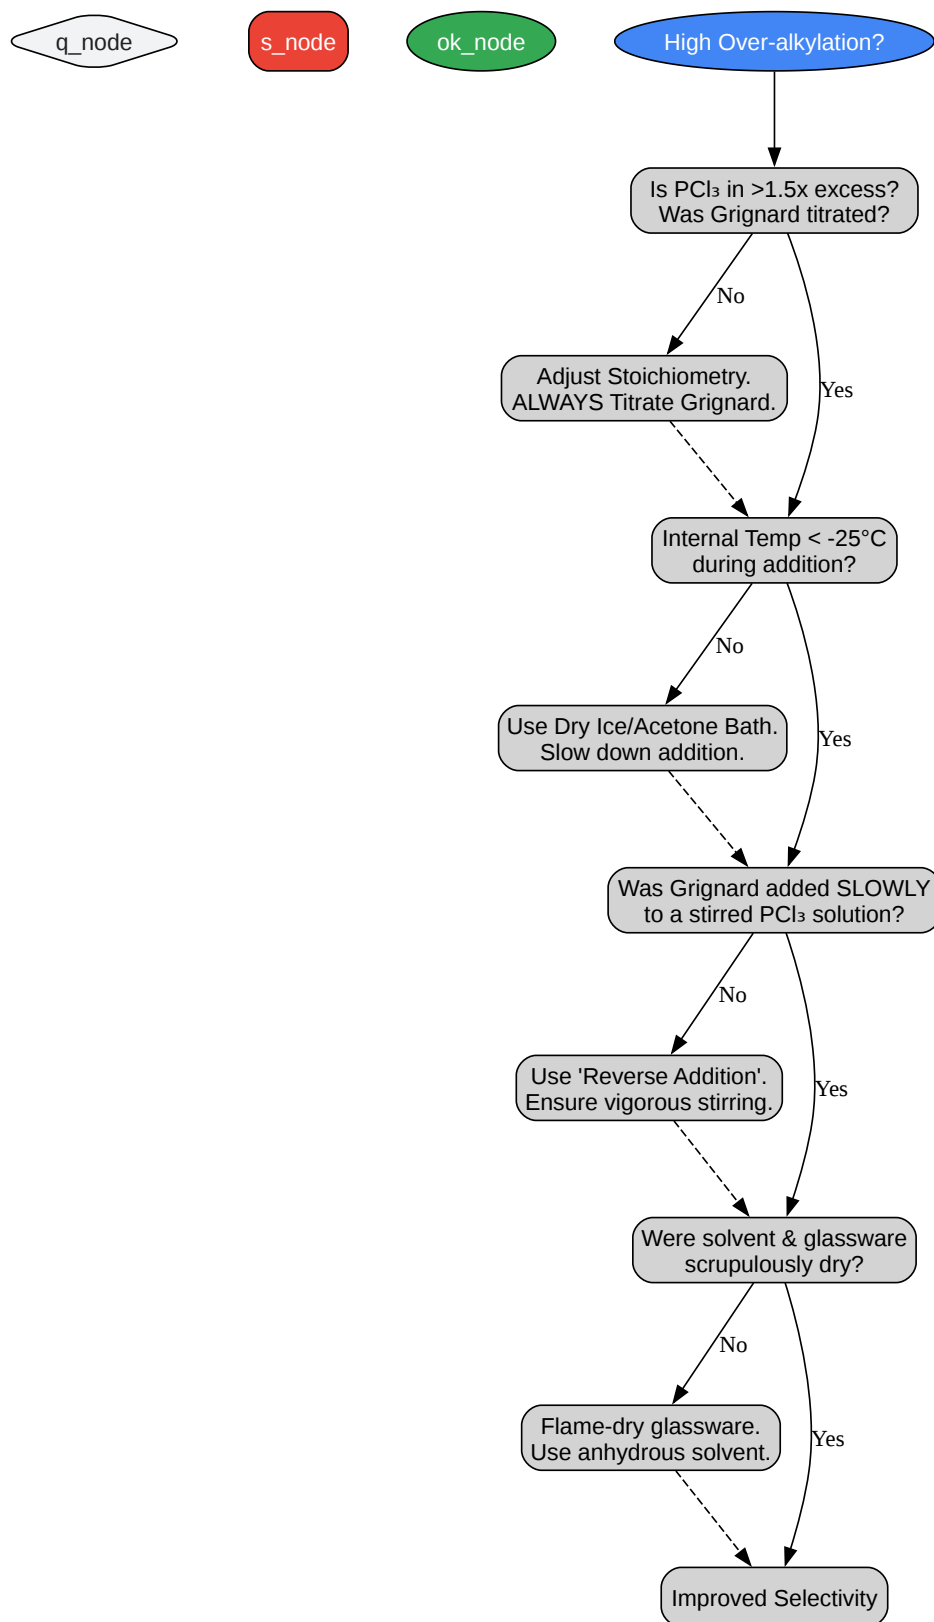 q_node
s_node
ok_node
High Over-alkylation?
Is PCl₃ in >1.5x excess?
Was Grignard titrated?
No
Adjust Stoichiometry.
ALWAYS Titrate Grignard.
Yes
Internal Temp < -25°C
during addition?
No
Use Dry Ice/Acetone Bath.
Slow down addition.
Yes
Was Grignard added SLOWLY
to a stirred PCl₃ solution?
No
Use 'Reverse Addition'.
Ensure vigorous stirring.
Yes
Were solvent & glassware
scrupulously dry?
No
Flame-dry glassware.
Use anhydrous solvent.
Yes
Improved Selectivity